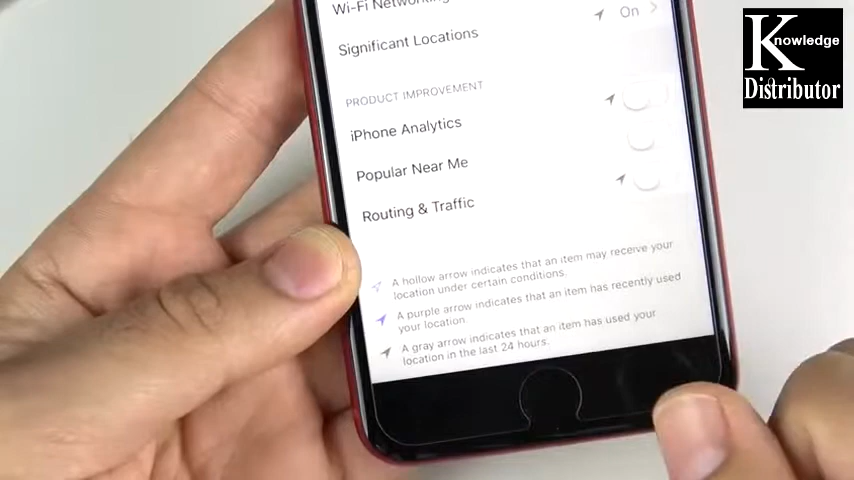 Wi-Fi Networking
On
Significant Locations
PRODUCT IMPROVEMENT
iPhone Analytics
Popular Near Me
Routing & Traffic
A hollow arrow indicates that an item may receive your
location under certain conditions.
A purple arrow indicates that an item has recently used
your location.
A gray arrow indicates that an item has used your
location in the last 24 hours.
Knowledge
Distributor